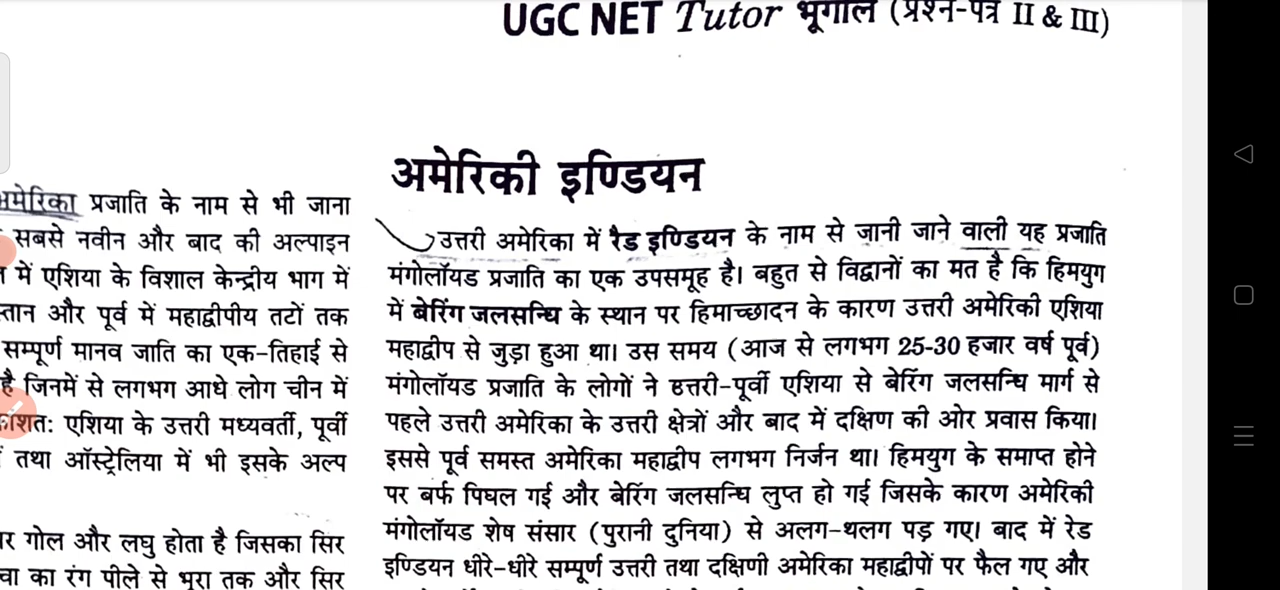 UGC NET Tutor भूगोल (प्रश्न-पत्र II & III)
अमेरिका प्रजाति के नाम से भी जाना
सबसे नवीन और बाद की अल्पाइन
में एशिया के विशाल केन्द्रीय भाग में
और पूर्व में महाद्वीपीय तटों तक
सम्पूर्ण मानव जाति का एक-तिहाई से
है जिनमें से लगभग आधे लोग चीन में
एशिया के उत्तरी मध्यवर्ती, पूर्वी
तथा ऑस्ट्रेलिया में भी इसके अल्प
गोल और लघु होता है जिसका सिर
का रंग पीले से भूरा तक और सिर
अमेरिकी इण्डियन
उत्तरी अमेरिका में रैड इण्डियन के नाम से जानी जाने वाली यह प्रजाति
मंगोलॉयड प्रजाति का एक उपसमूह है। बहुत से विद्वानों का मत है कि हिमयुग
में बेरिंग जलसन्धि के स्थान पर हिमाच्छादन के कारण उत्तरी अमेरिकी एशिया
महाद्वीप से जुड़ा हुआ था। उस समय (आज से लगभग 25-30 हजार वर्ष पूर्व)
मंगोलॉयड प्रजाति के लोगों ने उत्तरी-पूर्वी एशिया से बेरिंग जलसन्धि मार्ग से
पहले उत्तरी अमेरिका के उत्तरी क्षेत्रों और बाद में दक्षिण की ओर प्रवास किया।
इससे पूर्व समस्त अमेरिका महाद्वीप लगभग निर्जन था। हिमयुग के समाप्त होने
पर बर्फ पिघल गई और बेरिंग जलसन्धि लुप्त हो गई जिसके कारण अमेरिकी
मंगोलॉयड शेष संसार (पुरानी दुनिया) से अलग-थलग पड़ गए। बाद में रेड
इण्डियन धीरे-धीरे सम्पूर्ण उत्तरी तथा दक्षिणी अमेरिका महाद्वीपों पर फैल गए और